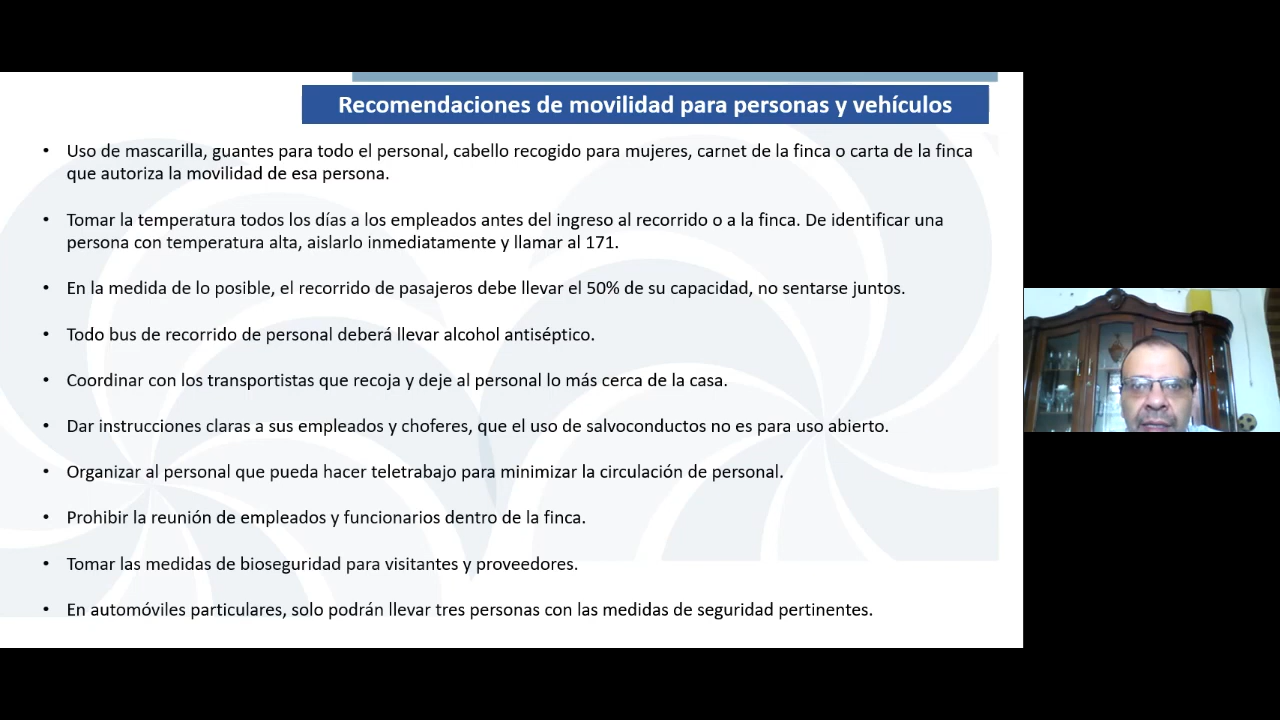 Recomendaciones de movilidad para personas y vehículos
• Uso de mascarilla, guantes para todo el personal, cabello recogido para mujeres, carnet de la finca o carta de la finca
que autoriza la movilidad de esa persona.
• Tomar la temperatura todos los días a los empleados antes del ingreso al recorrido o a la finca. De identificar una
persona con temperatura alta, aislarlo inmediatamente y llamar al 171.
• En la medida de lo posible, el recorrido de pasajeros debe llevar el 50% de su capacidad, no sentarse juntos.
• Todo bus de recorrido de personal deberá llevar alcohol antiséptico.
• Coordinar con los transportistas que recoja y deje al personal lo más cerca de la casa.
• Dar instrucciones claras a sus empleados y choferes, que el uso de salvoconductos no es para uso abierto.
• Organizar al personal que pueda hacer teletrabajo para minimizar la circulación de personal.
• Prohibir la reunión de empleados y funcionarios dentro de la finca.
• Tomar las medidas de bioseguridad para visitantes y proveedores.
• En automóviles particulares, solo podrán llevar tres personas con las medidas de seguridad pertinentes.